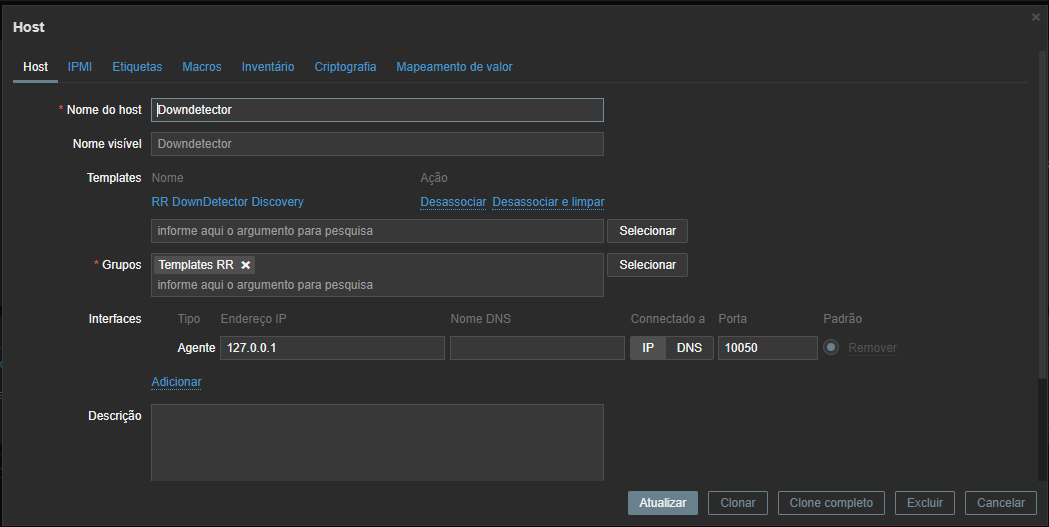 Host
Host IPMI Etiquetas Macros Inventário Criptografia Mapeamento de valor
* Nome do host Downdetector
Nome visível Downdetector
Templates Nome Ação
RR DownDetector Discovery Desassociar Desassociar e limpar
informe aqui o argumento para pesquisa Selecionar
* Grupos Templates RR Selecionar
informe aqui o argumento para pesquisa
Interfaces Tipo Endereço IP Nome DNS Connectado a Porta Padrão
Agente 127.0.0.1 IP DNS 10050 Remover
Adicionar
Descrição
Atualizar Clonar Clone completo Excluir Cancelar